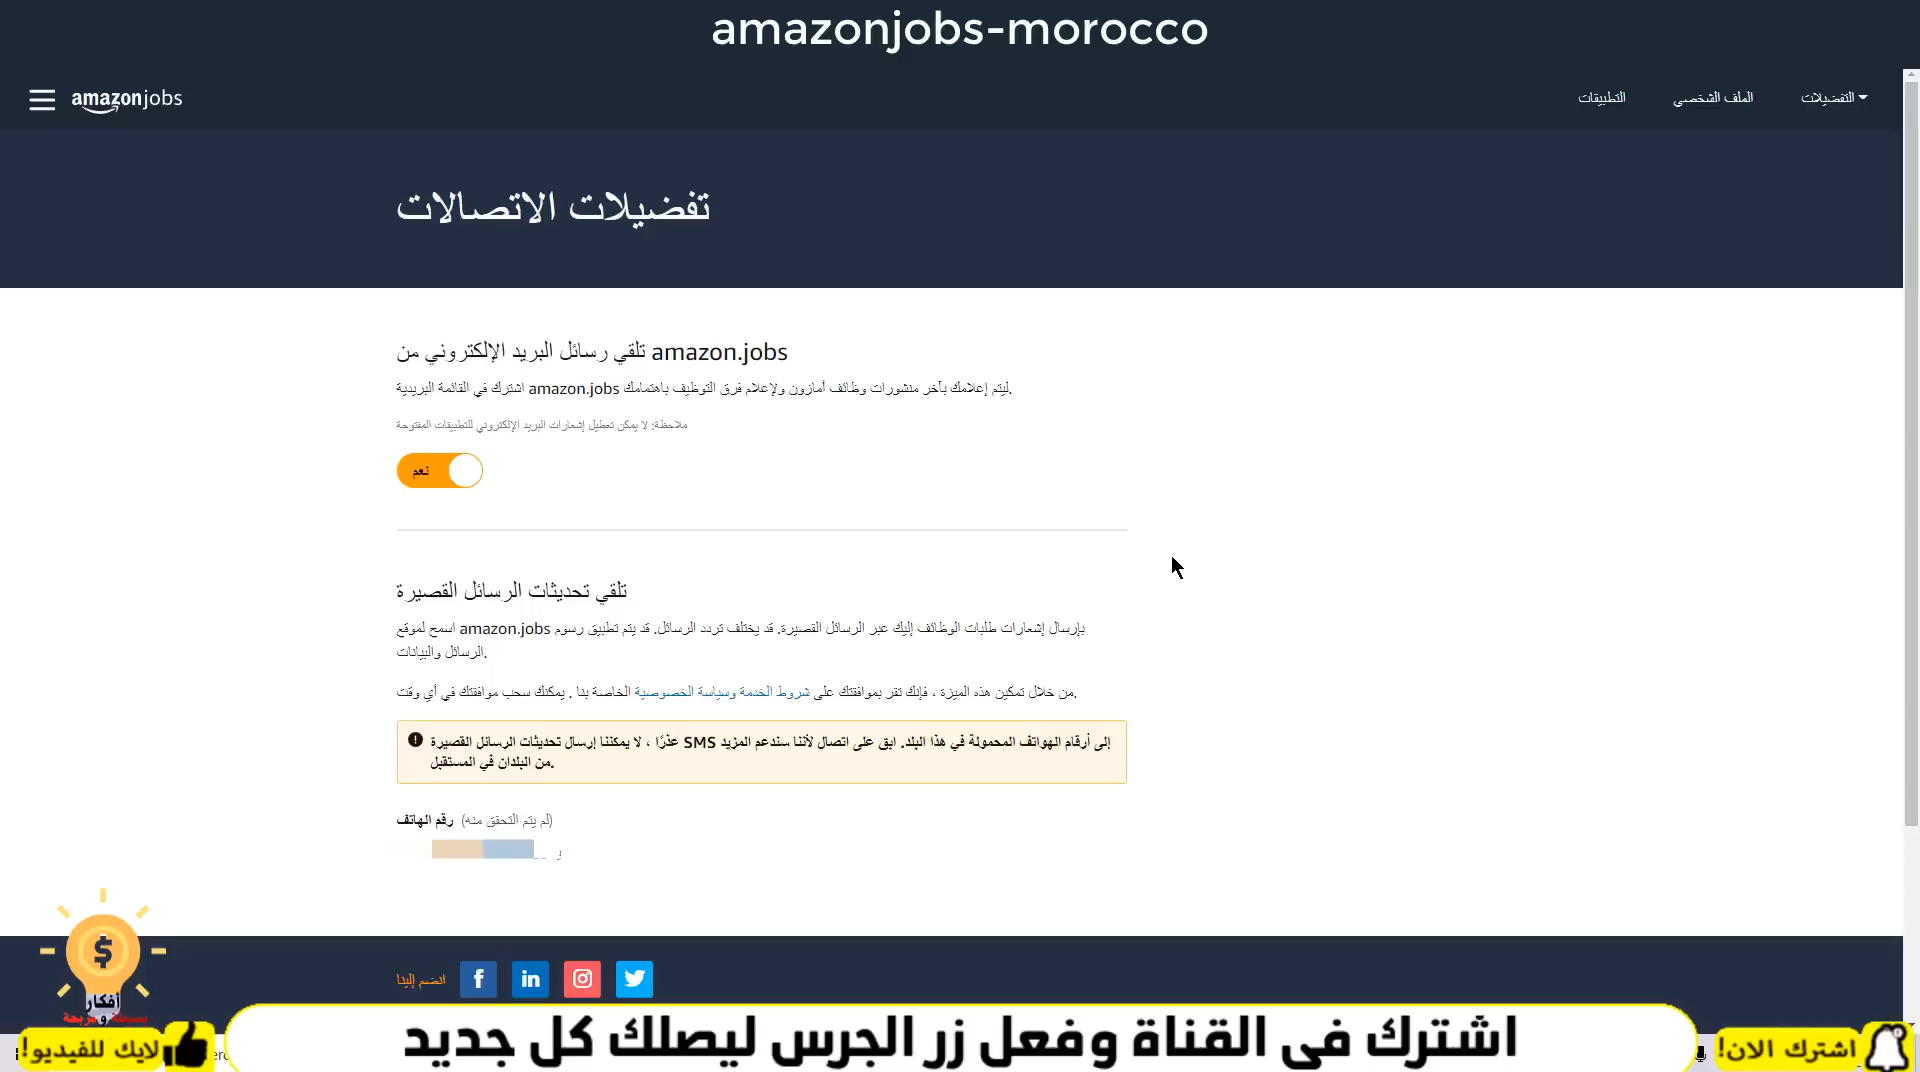 amazonjobs-morocco
amazonjobs
التفضيلات
الملف الشخصي
التطبيقات
تفضيلات الاتصالات
تلقي رسائل البريد الإلكتروني من amazon.jobs
اشترك في القائمة البريدية amazon.jobs ليتم إعلامك بآخر منشورات وظائف أمازون ولإعلام فرق التوظيف باهتمامك.
ملاحظة: لا يمكن تعطيل إشعارات البريد الإلكتروني للتطبيقات المفتوحة
نعم
تلقي تحديثات الرسائل القصيرة
اسمح لموقع amazon.jobs بإرسال إشعارات طلبات الوظائف إليك عبر الرسائل القصيرة. قد يختلف تردد الرسائل. قد يتم تطبيق رسوم
الرسائل والبيانات.
من خلال تمكين هذه الميزة ، فإنك تقر بموافقتك على شروط الخدمة وسياسة الخصوصية الخاصة بنا . يمكنك سحب موافقتك في أي وقت.
عذرًا ، لا يمكننا إرسال تحديثات الرسائل القصيرة SMS إلى أرقام الهواتف المحمولة في هذا البلد. ابق على اتصال لأننا سندعم المزيد
من البلدان في المستقبل.
رقم الهاتف (لم يتم التحقق منه)
انضم إلينا
أفكار
بسيطة و مربحة
لايك للفيديو!
اشترك فى القناة وفعل زر الجرس ليصلك كل جديد
اشترك الان!